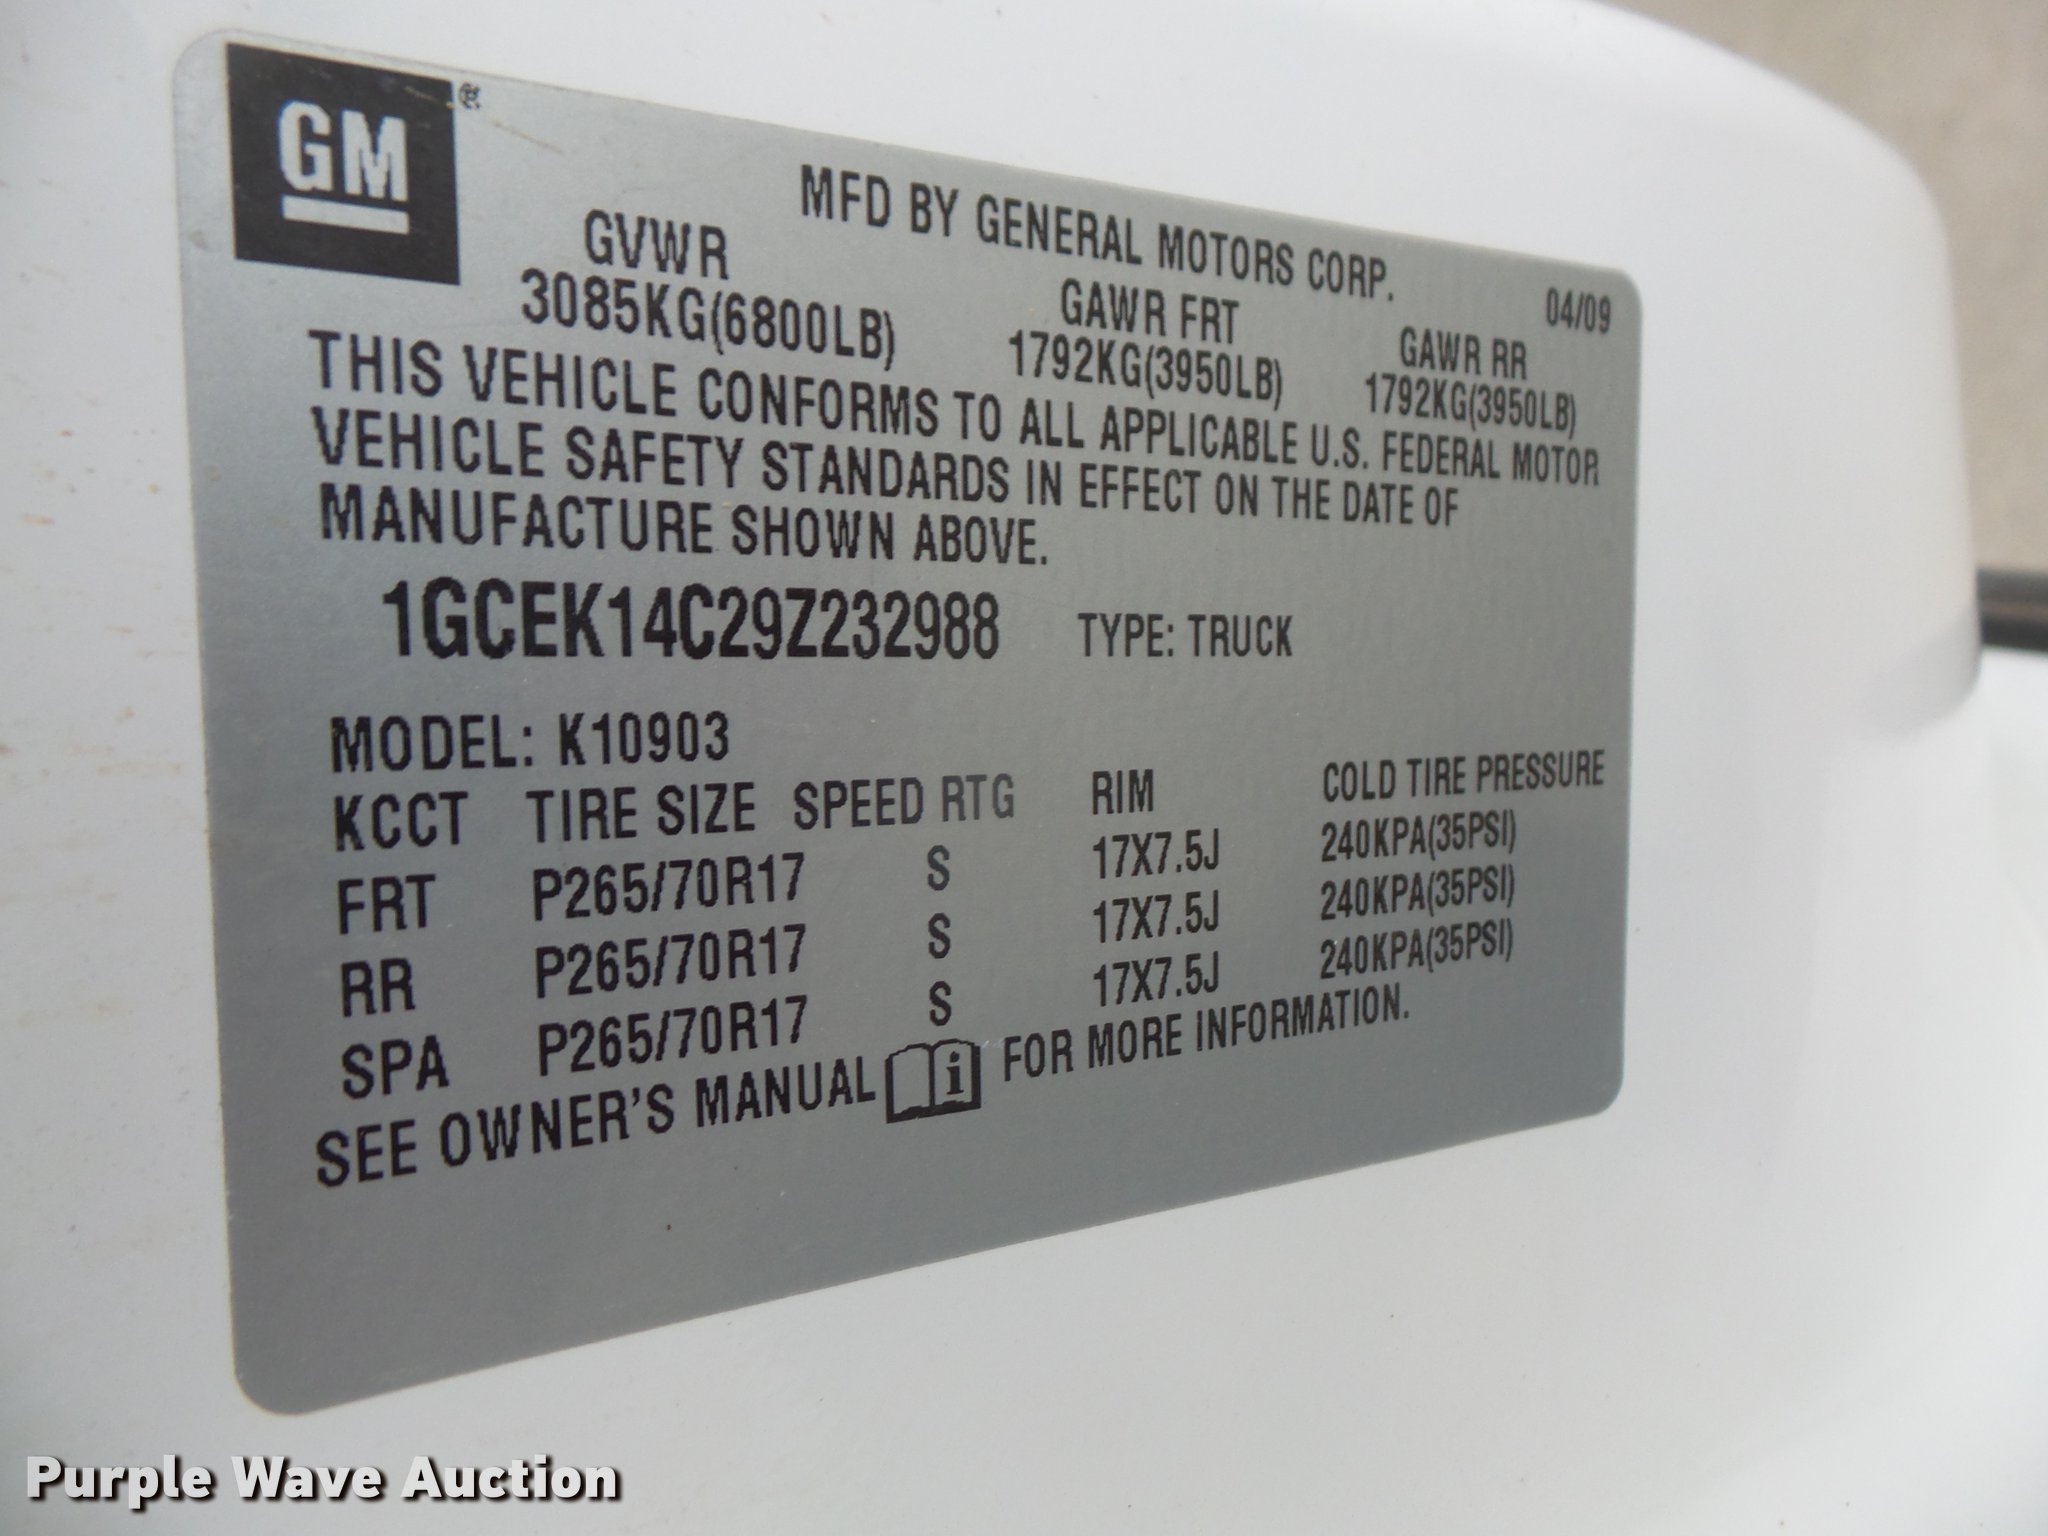 GM®
MFD BY GENERAL MOTORS CORP.
04/09
GVWR GAWR FRT GAWR RR
3085KG(6800LB) 1792KG(3950LB) 1792KG(3950LB)
THIS VEHICLE CONFORMS TO ALL APPLICABLE U.S. FEDERAL MOTOR
VEHICLE SAFETY STANDARDS IN EFFECT ON THE DATE OF
MANUFACTURE SHOWN ABOVE.
1GCEK14C29Z232988 TYPE: TRUCK
MODEL: K10903
KCCT TIRE SIZE SPEED RTG RIM COLD TIRE PRESSURE
FRT P265/70R17 S 17X7.5J 240KPA(35PSI)
RR P265/70R17 S 17X7.5J 240KPA(35PSI)
SPA P265/70R17 S 17X7.5J 240KPA(35PSI)
SEE OWNER'S MANUAL i FOR MORE INFORMATION.
Purple Wave Auction